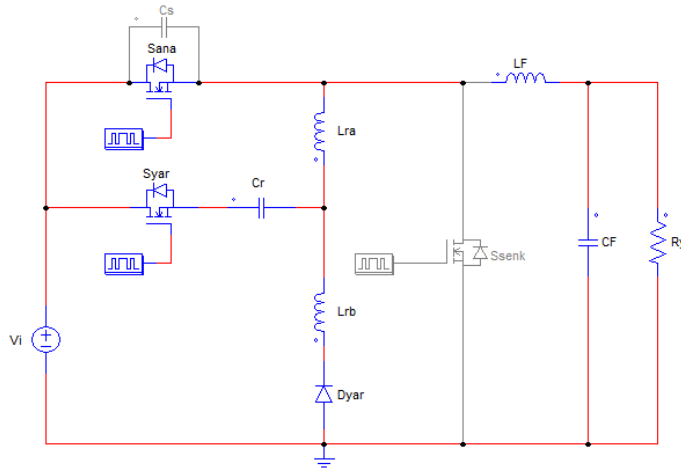 Cs
Sana
LF
Lra
Syar
Cr
Ssenk
CF
Ry
Lrb
Vi
Dyar